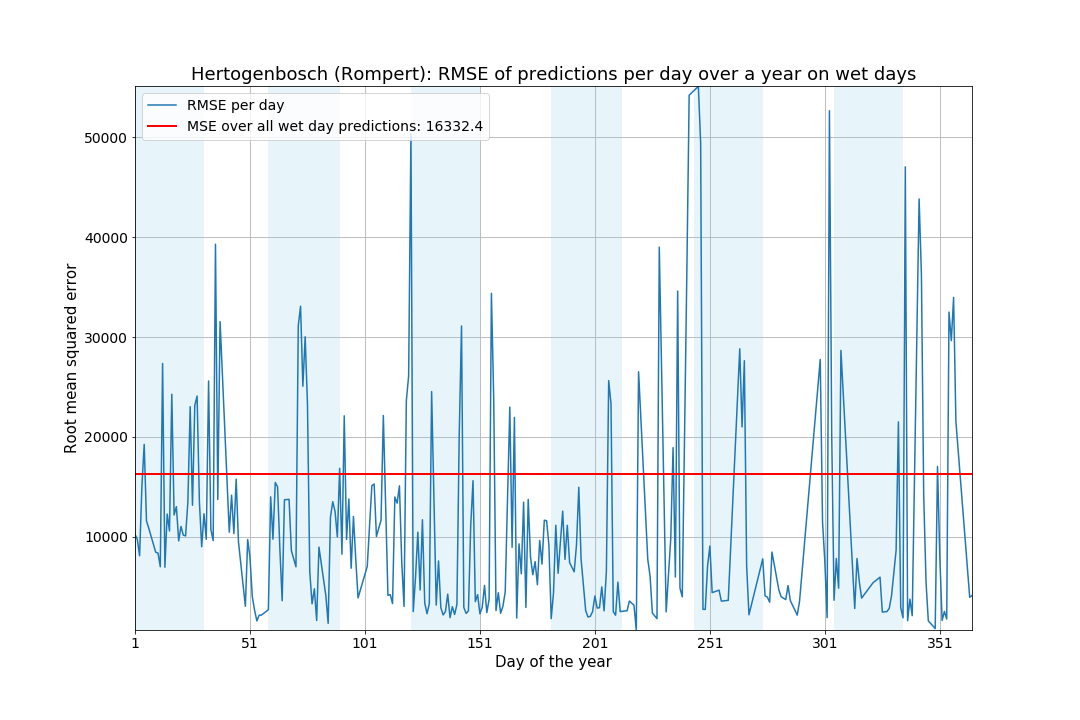 Hertogenbosch (Rompert): RMSE of predictions per day over a year on wet days
RMSE per day
MSE over all wet day predictions: 16332.4
Root mean squared error
50000
40000
30000
20000
10000
1 51 101 151 201 251 301 351
Day of the year